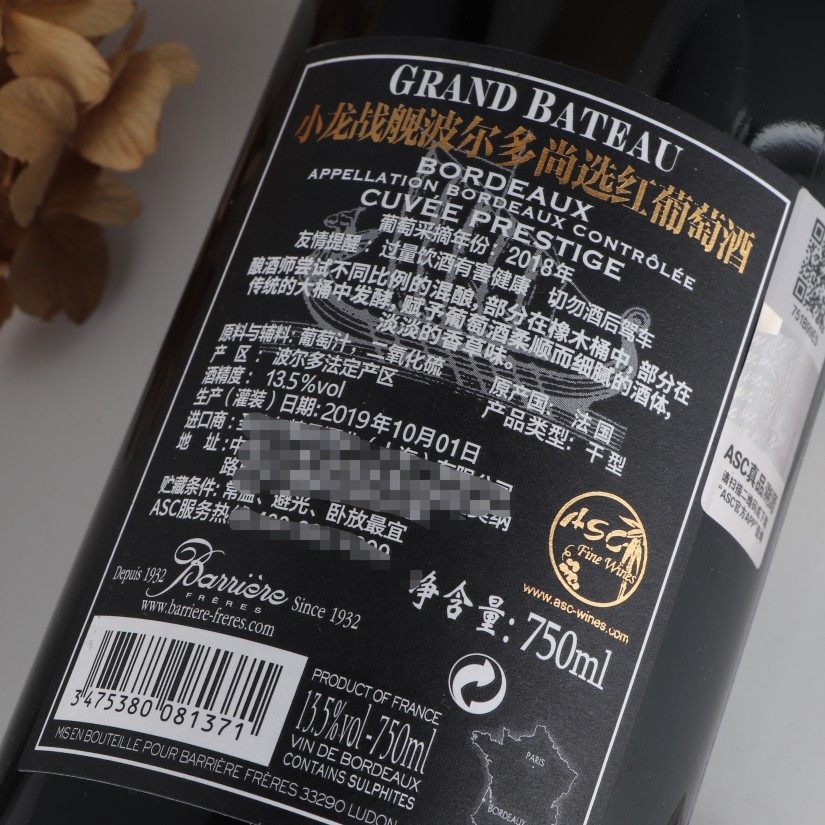 GRAND BATEAU
小龙战舰波尔多尚选红葡萄酒
BORDEAUX
APPELLATION BORDEAUX CONTRÔLÉE
CUVÉE PRESTIGE
葡萄采摘年份：2018年
友情提醒：过量饮酒有害健康 切勿酒后驾车
酿酒师尝试不同比例的混酿，部分在橡木桶中，部分在
传统的大桶中发酵，赋予葡萄酒柔顺而细腻的酒体，
淡淡的香草味。
原料与辅料：葡萄汁，二氧化硫
产区：波尔多法定产区 原产国：法国
酒精度：13.5%vol 产品类型：干型
生产（灌装）日期：2019年10月01日
进口商：
地址：中
路
贮藏条件：常温、避光、卧放最宜
ASC服务热
净含量：750ml
ASC
Fine Wines
www.asc-wines.com
Depuis 1932 Barrière Since 1932
FRÈRES
www.barriere-freres.com
3 475380 081371
PRODUCT OF FRANCE
13.5%vol-750ml
VIN DE BORDEAUX
CONTAINS SULPHITES
MIS EN BOUTEILLE POUR BARRIÈRE FRÈRES 33290 LUDON
PARIS
BORDEAUX